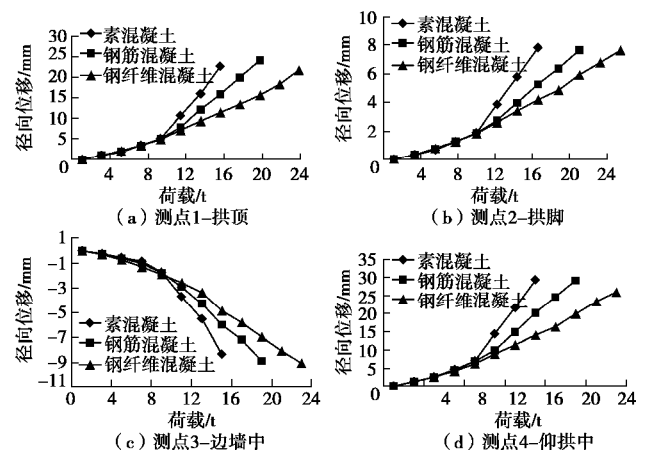 径向位移/mm
30
25
20
15
10
5
0
素混凝土
钢筋混凝土
钢纤维混凝土
0 4 8 12 16 20 24
荷载/t
(a)测点1-拱顶
径向位移/mm
10
8
6
4
2
0
素混凝土
钢筋混凝土
钢纤维混凝土
4 8 12 16 20 24
荷载/t
(b)测点2-拱脚
径向位移/mm
1
-1
-3
-5
-7
-9
-11
素混凝土
钢筋混凝土
钢纤维混凝土
0 4 8 12 16 20 24
荷载/t
(c)测点3-边墙中
径向位移/mm
35
30
25
20
15
10
5
0
素混凝土
钢筋混凝土
钢纤维混凝土
4 8 12 16 20 24
荷载/t
(d)测点4-仰拱中